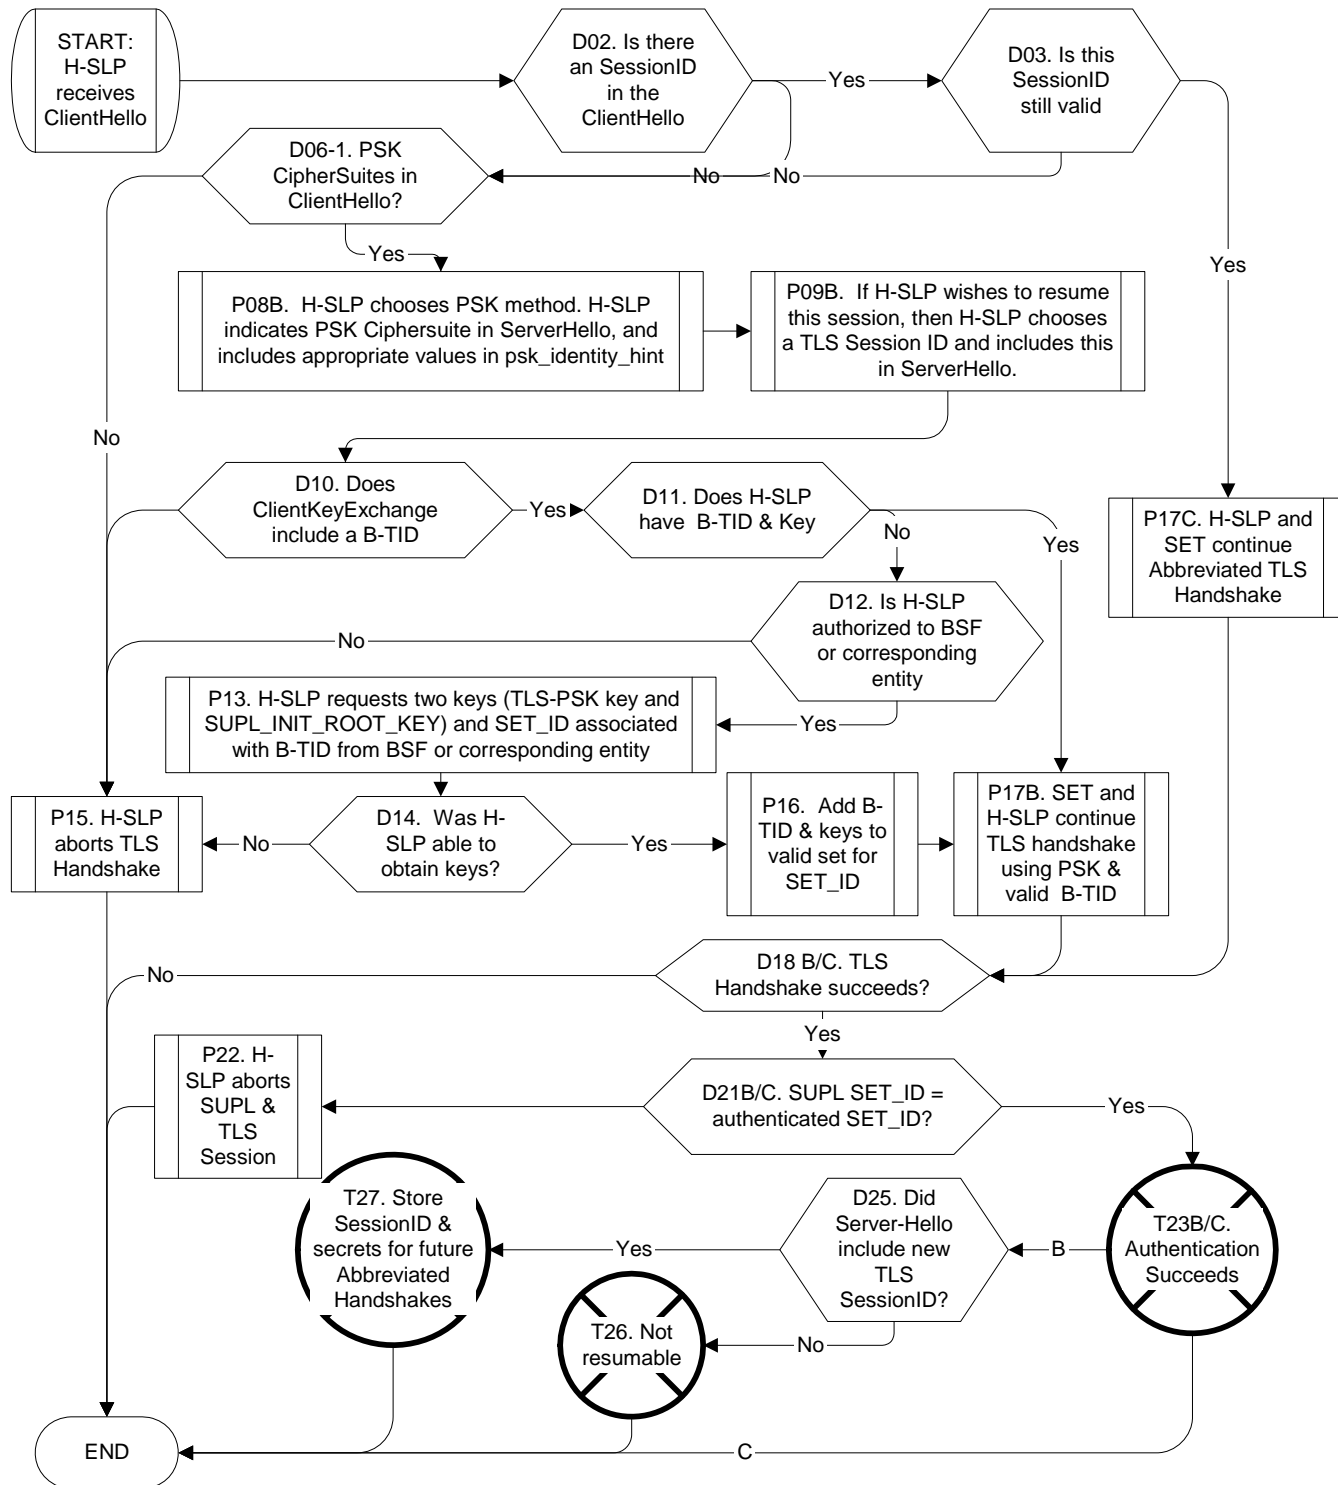 START:
H-SLP
receives
ClientHello
D02. Is there
an SessionID
in the
ClientHello
Yes
D03. Is this
SessionID
still valid
No
No
D06-1. PSK
CipherSuites in
ClientHello?
Yes
Yes
P08B.  H-SLP chooses PSK method. H-SLP
indicates PSK Ciphersuite in ServerHello, and
includes appropriate values in psk_identity_hint
P09B.  If H-SLP wishes to resume
this session, then H-SLP chooses
a TLS Session ID and includes this
in ServerHello.
No
D10. Does
ClientKeyExchange
include a B-TID
Yes
D11. Does H-SLP
have  B-TID & Key
No
Yes
P17C. H-SLP and
SET continue
Abbreviated TLS
Handshake
D12. Is H-SLP
authorized to BSF
or corresponding
entity
No
P13. H-SLP requests two keys (TLS-PSK key and
SUPL_INIT_ROOT_KEY) and SET_ID associated
with B-TID from BSF or corresponding entity
Yes
P15. H-SLP
aborts TLS
Handshake
No
D14.  Was H-
SLP able to
obtain keys?
Yes
P16.  Add B-
TID & keys to
valid set for
SET_ID
P17B. SET and
H-SLP continue
TLS handshake
using PSK &
valid  B-TID
No
D18 B/C. TLS
Handshake succeeds?
Yes
P22. H-
SLP aborts
SUPL &
TLS
Session
D21B/C. SUPL SET_ID =
authenticated SET_ID?
Yes
T27. Store
SessionID &
secrets for future
Abbreviated
Handshakes
Yes
D25. Did
Server-Hello
include new
TLS
SessionID?
B
T23B/C.
Authentication
Succeeds
T26. Not
resumable
No
END
C